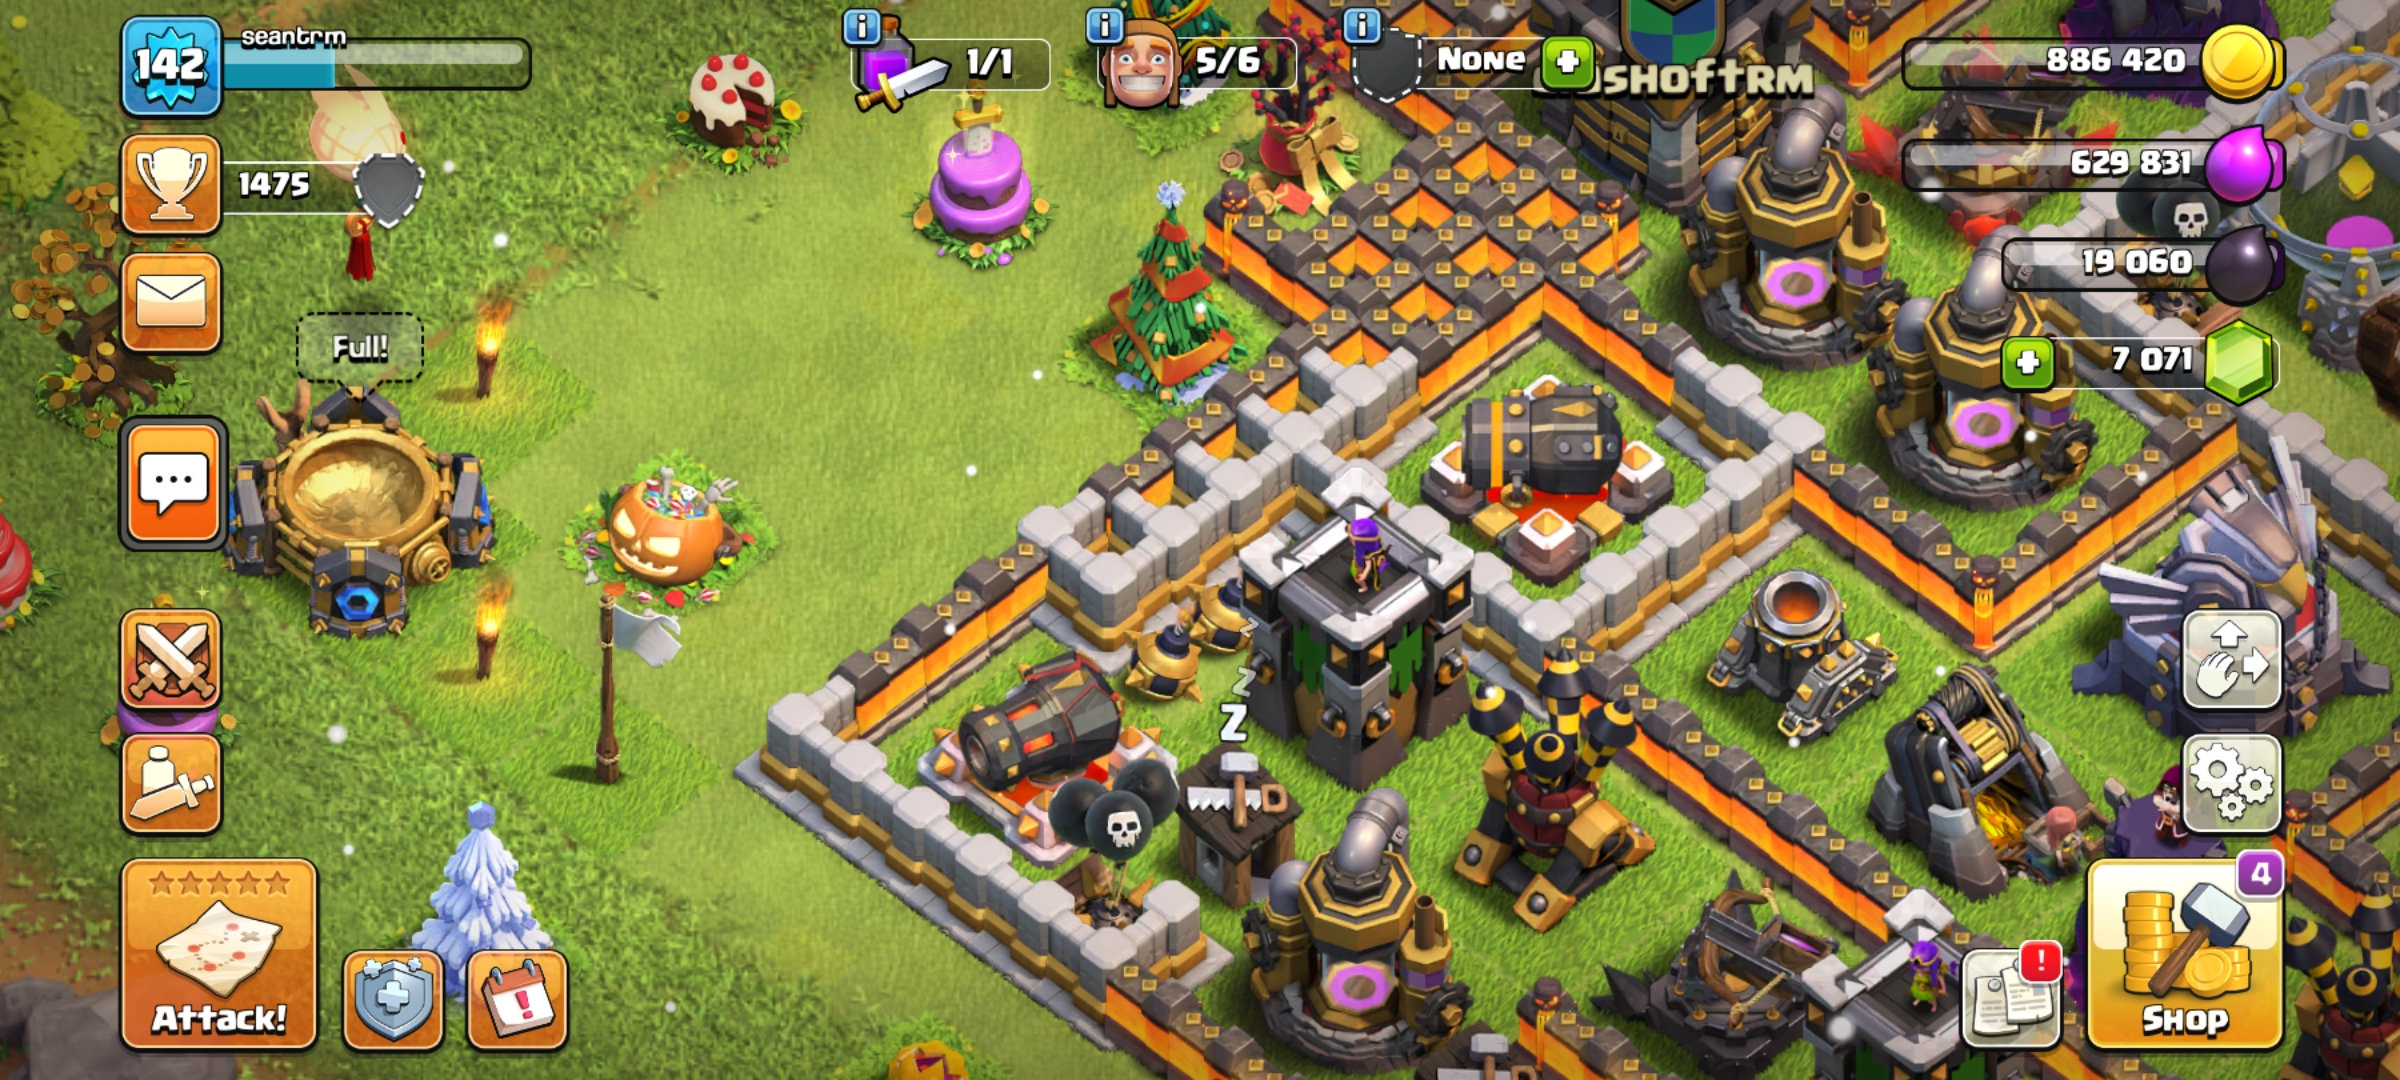 142
seantrm
1/1
5/6
None
shoftrm
886 420
1475
629 831
19 060
Full!
7 071
z
z
Z
4
Attack!
!
!
Shop